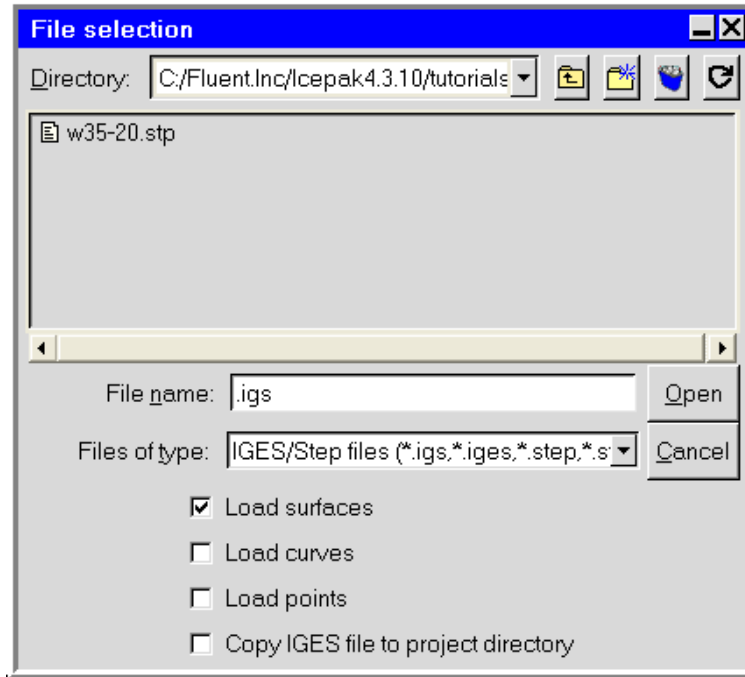 File selection
Directory: C:/Fluent.Inc/Icepak4.3.10/tutorials
w35-20.stp
File name: .igs Open
Files of type: IGES/Step files (*.igs,*.iges,*.step,*.s Cancel
Load surfaces
Load curves
Load points
Copy IGES file to project directory